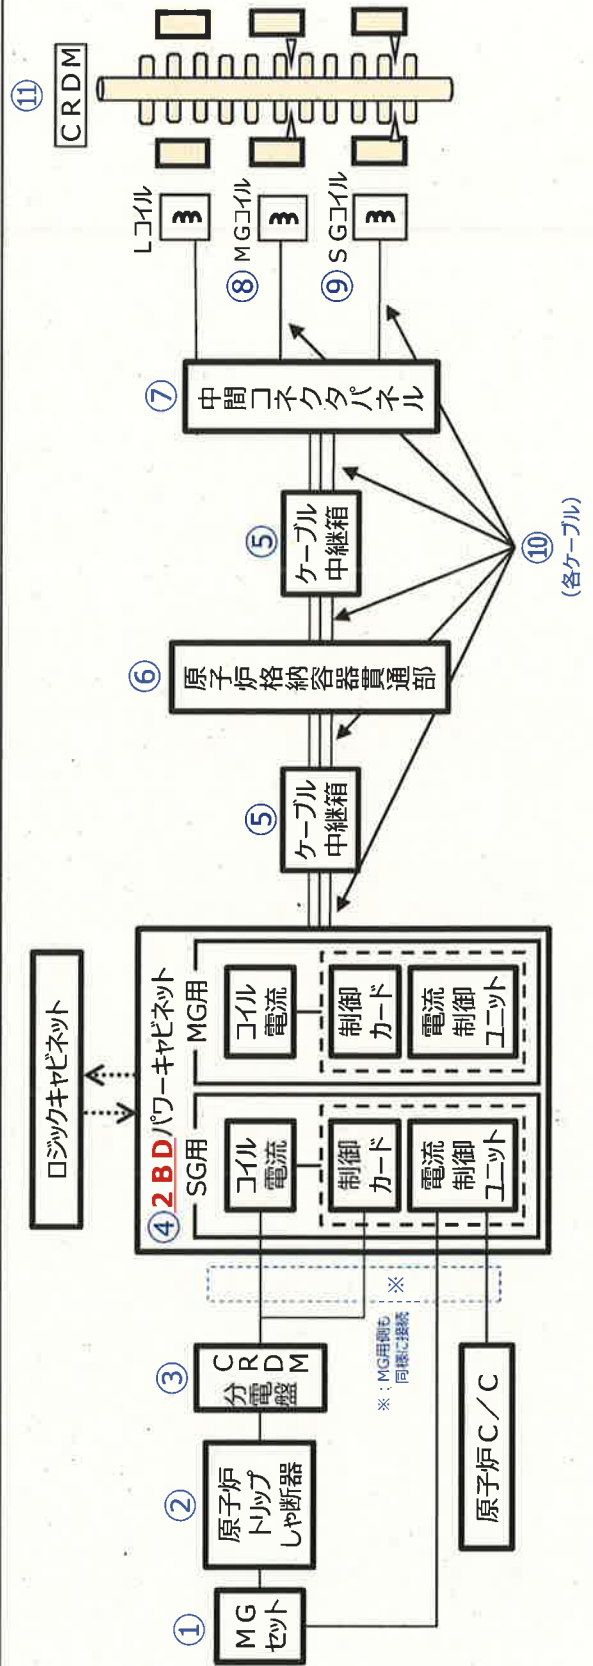 ①
MG
セット
②
原子炉
トリップ
しゃ断器
③
CRDM
分電盤
※
※：MG用側も
同様に接続
原子炉C／C
ロジックキャビネット
④2BDパワーキャビネット
SG用
コイル
電流
制御
カード
電流
制御
ユニット
MG用
コイル
電流
制御
カード
電流
制御
ユニット
⑤
ケーブル
中継箱
⑥
原子炉格納容器貫通部
⑤
ケーブル
中継箱
⑦
中間コネクタパネル
⑩
(各ケーブル)
Lコイル
⑧
MGコイル
⑨
SGコイル
⑪
CRDM